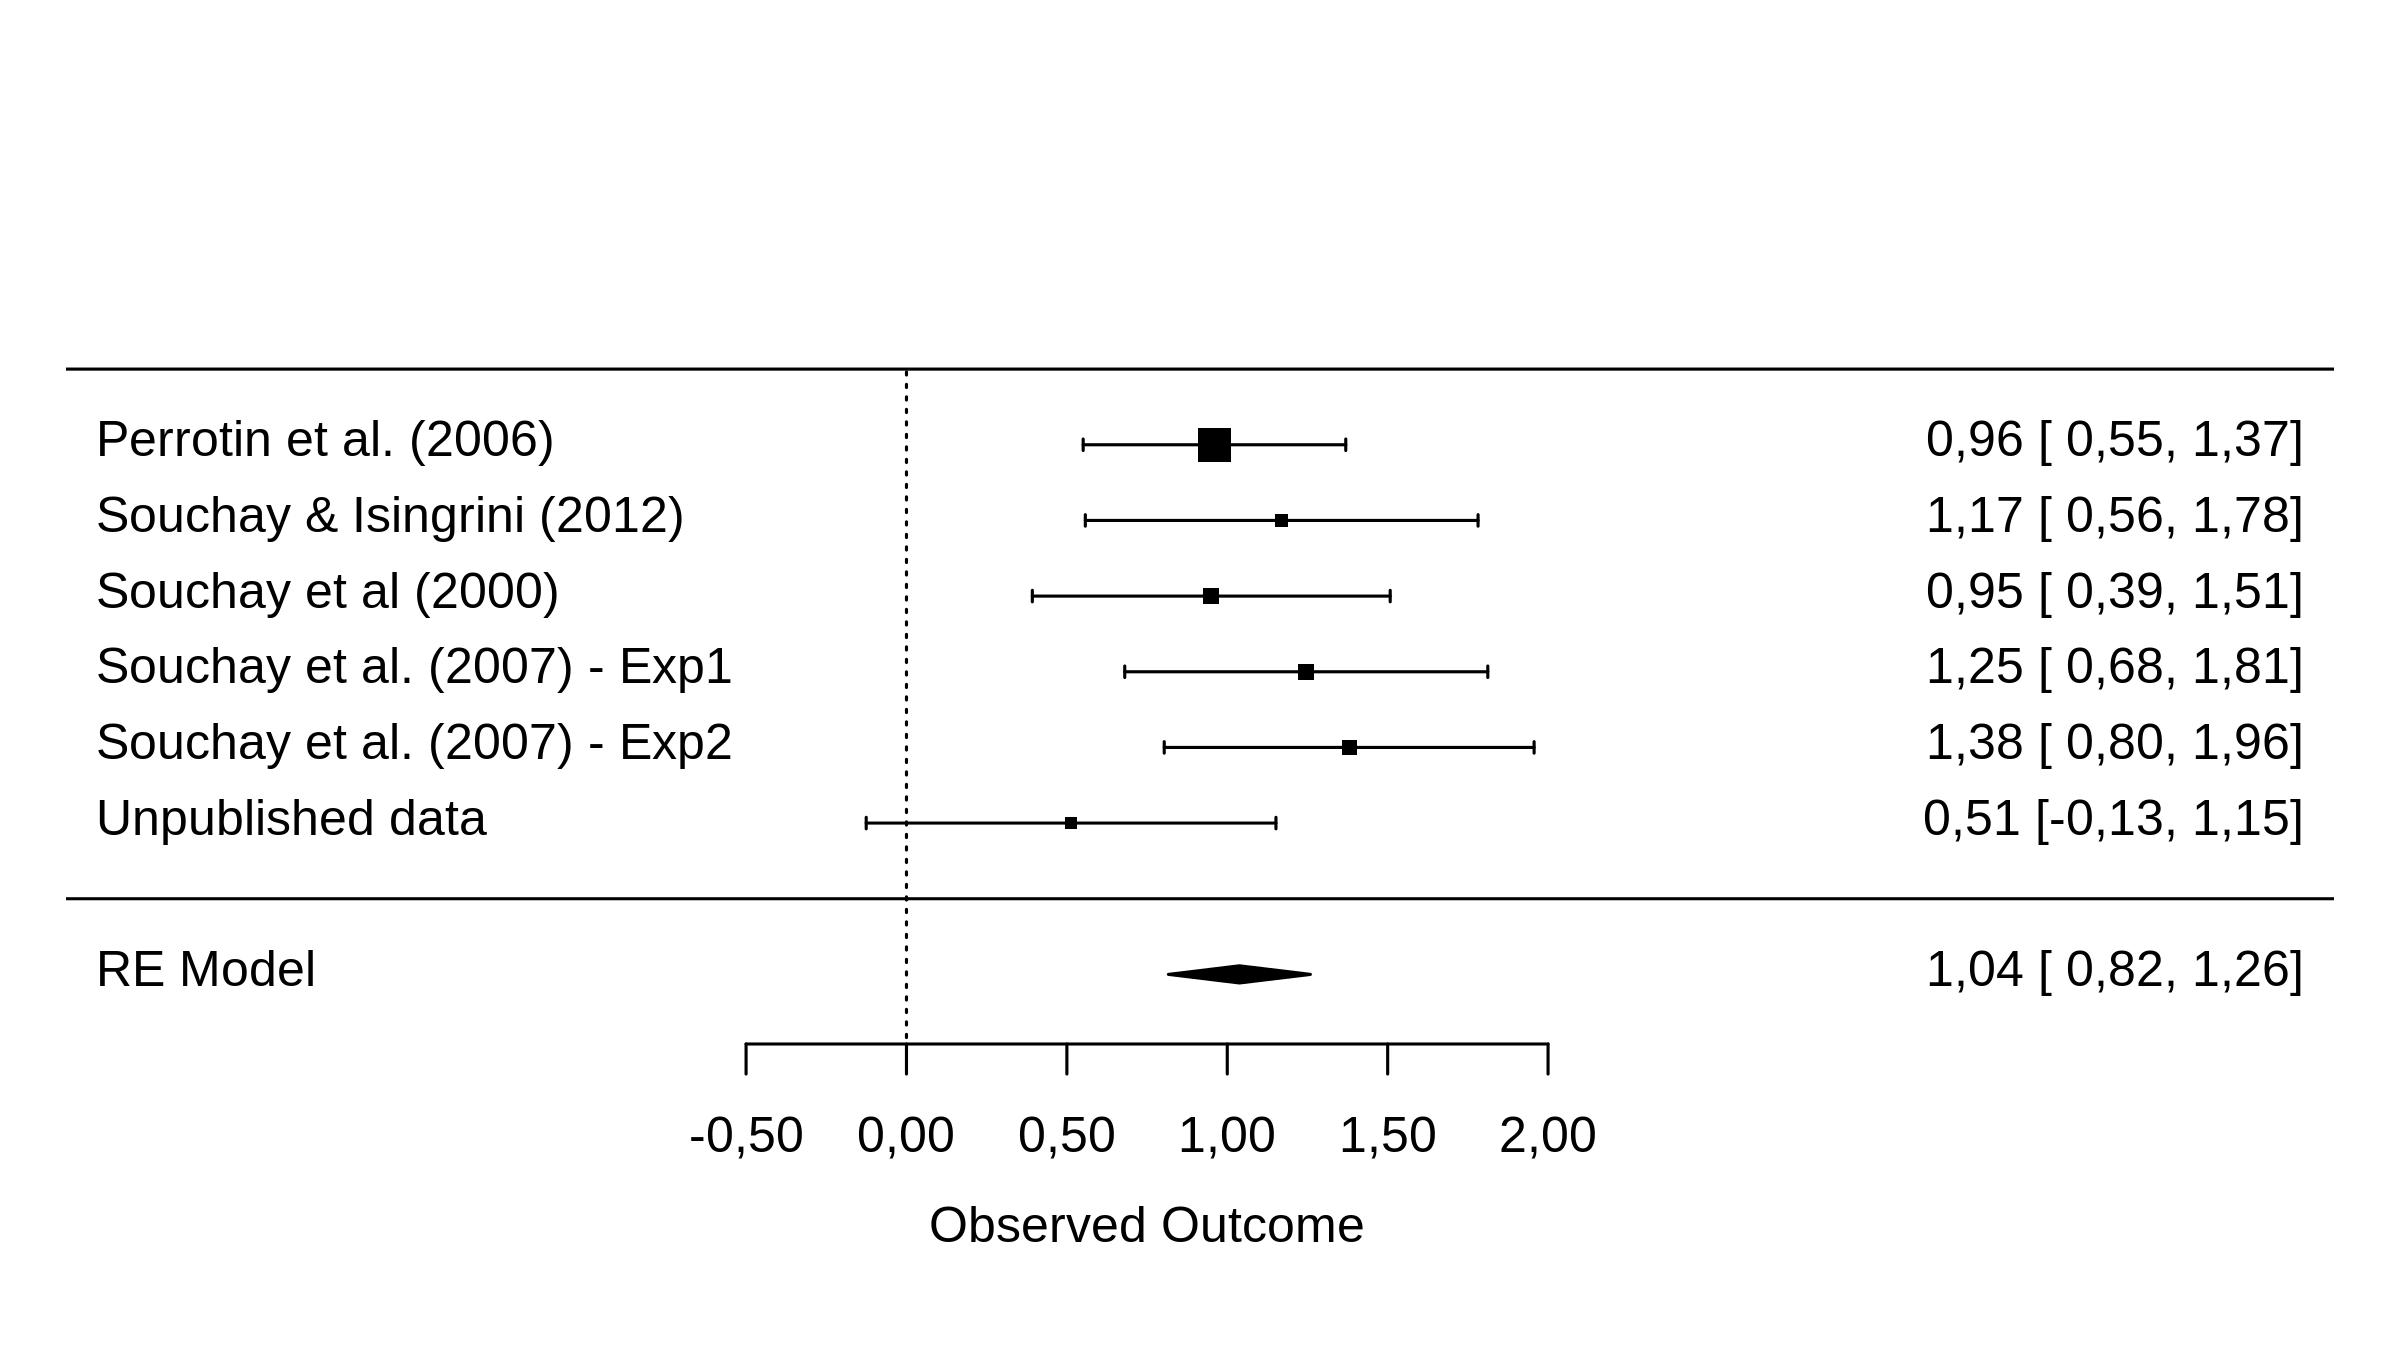 Perrotin et al. (2006) 0,96 [ 0,55, 1,37]
Souchay & Isingrini (2012) 1,17 [ 0,56, 1,78]
Souchay et al (2000) 0,95 [ 0,39, 1,51]
Souchay et al. (2007) - Exp1 1,25 [ 0,68, 1,81]
Souchay et al. (2007) - Exp2 1,38 [ 0,80, 1,96]
Unpublished data 0,51 [-0,13, 1,15]
RE Model 1,04 [ 0,82, 1,26]
-0,50 0,00 0,50 1,00 1,50 2,00
Observed Outcome